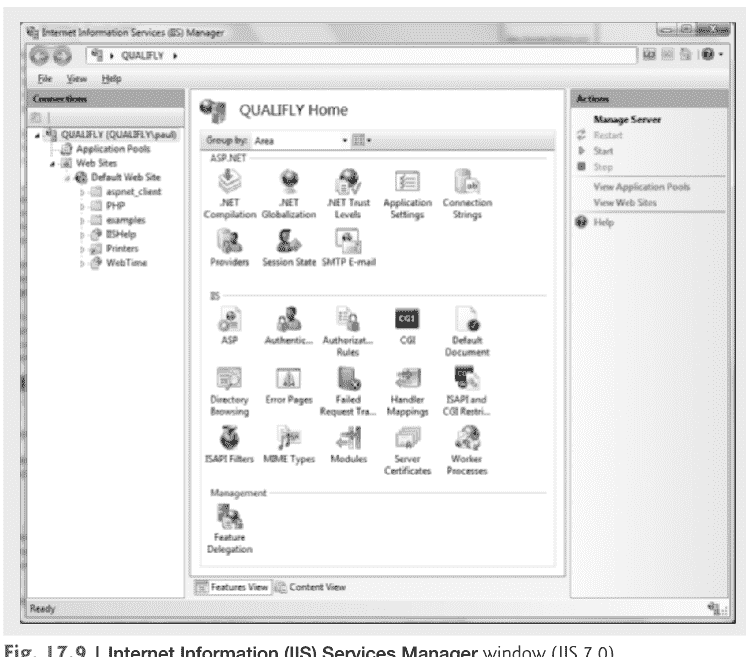 Internet Information Services (IIS) Manager
QUALIFLY
File View Help
Connections
QUALIFLY (QUALIFLY\paul)
Application Pools
Web Sites
Default Web Site
aspnet_client
PHP
examples
IISHelp
Printers
WebTime
QUALIFLY Home
Group by: Area
ASP.NET
.NET Compilation
.NET Globalization
.NET Trust Levels
Application Settings
Connection Strings
Providers
Session State
SMTP E-mail
IIS
ASP
Authentic...
Authorizat... Rules
CGI
Default Document
Directory Browsing
Error Pages
Failed Request Tra...
Handler Mappings
ISAPI and CGI Restri...
ISAPI Filters
MIME Types
Modules
Server Certificates
Worker Processes
Management
Feature Delegation
Features View
Content View
Actions
Manage Server
Restart
Start
Stop
View Application Pools
View Web Sites
Help
Ready
Fig. 17.9 | Internet Information (IIS) Services Manager window (IIS 7.0)